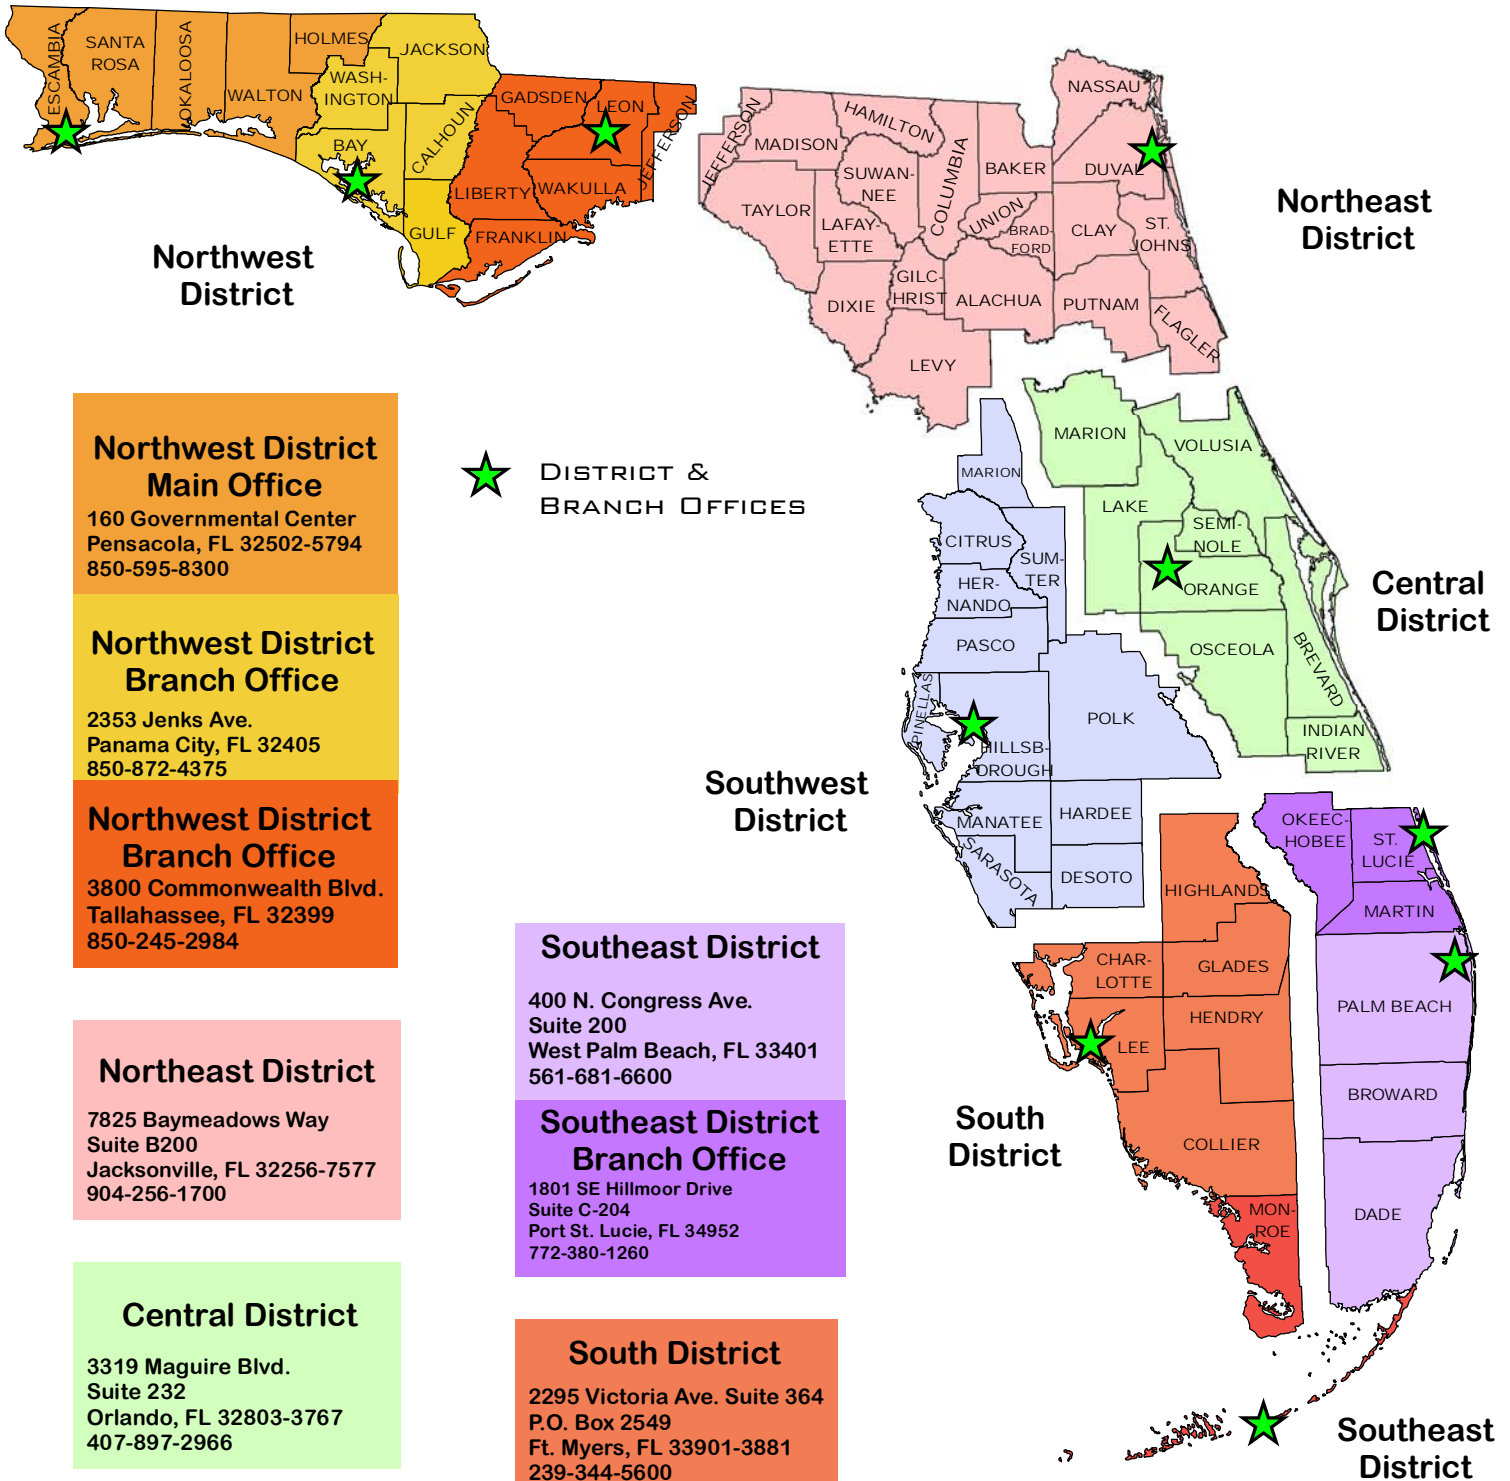 ESCAMBIA
SANTA
ROSA
OKALOOSA
WALTON
HOLMES
JACKSON
WASH-
INGTON
BAY
CALHOUN
GULF
GADSDEN
LEON
JEFFERSON
LIBERTY
WAKULLA
FRANKLIN
Northwest
District
JEFFERSON
MADISON
HAMILTON
TAYLOR
SUWAN-
NEE
LAFAY-
ETTE
COLUMBIA
BAKER
NASSAU
DUVAL
UNION
BRAD-
FORD
CLAY
ST.
JOHNS
DIXIE
GILC-
HRIST
ALACHUA
PUTNAM
FLAGLER
LEVY
Northeast
District
DISTRICT &
BRANCH OFFICES
MARION
VOLUSIA
LAKE
SEMI-
NOLE
ORANGE
OSCEOLA
BREVARD
INDIAN
RIVER
Central
District
MARION
CITRUS
SUM-
TER
HER-
NANDO
PASCO
PINELLAS
HILLSB-
OROUGH
POLK
MANATEE
HARDEE
SARASOTA
DESOTO
Southwest
District
HIGHLANDS
CHAR-
LOTTE
GLADES
LEE
HENDRY
COLLIER
MON-
ROE
South
District
OKEEC-
HOBEE
ST.
LUCIE
MARTIN
PALM BEACH
BROWARD
DADE
Southeast
District
Northwest District
Main Office
160 Governmental Center
Pensacola, FL 32502-5794
850-595-8300
Northwest District
Branch Office
2353 Jenks Ave.
Panama City, FL 32405
850-872-4375
Northwest District
Branch Office
3800 Commonwealth Blvd.
Tallahassee, FL 32399
850-245-2984
Northeast District
7825 Baymeadows Way
Suite B200
Jacksonville, FL 32256-7577
904-256-1700
Central District
3319 Maguire Blvd.
Suite 232
Orlando, FL 32803-3767
407-897-2966
Southeast District
400 N. Congress Ave.
Suite 200
West Palm Beach, FL 33401
561-681-6600
Southeast District
Branch Office
1801 SE Hillmoor Drive
Suite C-204
Port St. Lucie, FL 34952
772-380-1260
South District
2295 Victoria Ave. Suite 364
P.O. Box 2549
Ft. Myers, FL 33901-3881
239-344-5600